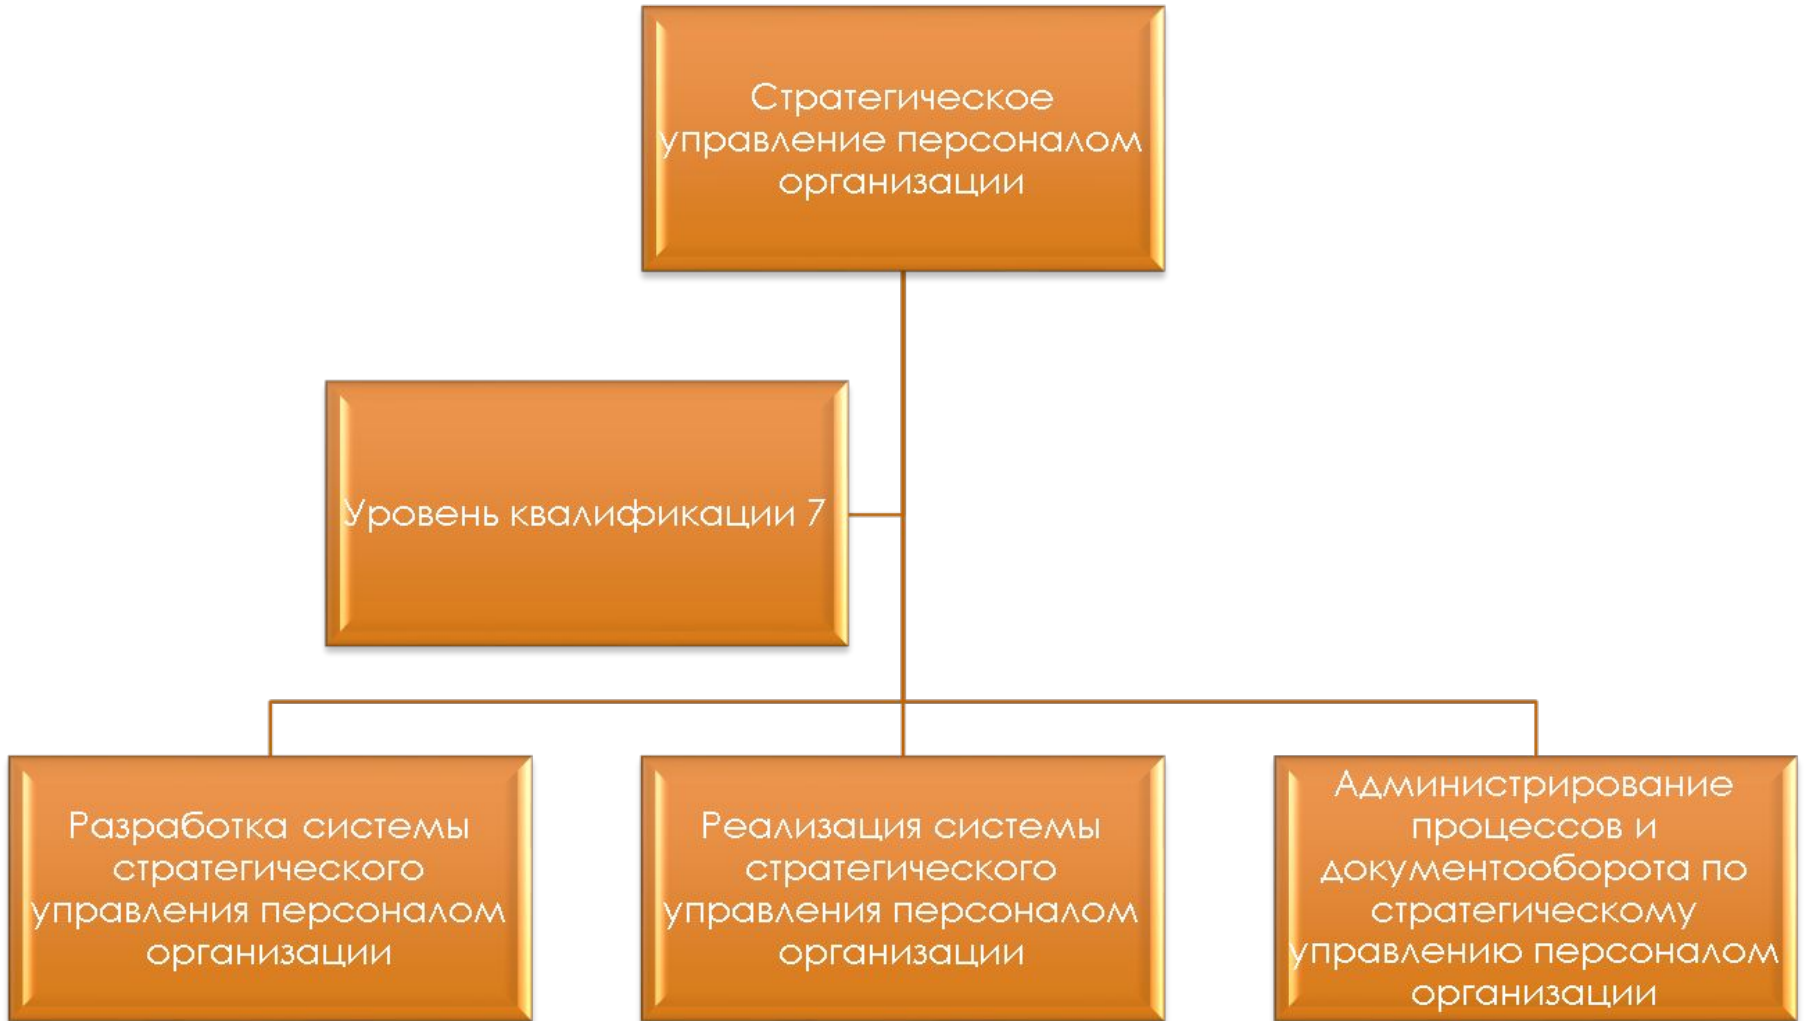 Стратегическое
управление персоналом
организации
Уровень квалификации 7
Разработка системы
стратегического
управления персоналом
организации
Реализация системы
стратегического
управления персоналом
организации
Администрирование
процессов и
документооборота по
стратегическому
управлению персоналом
организации